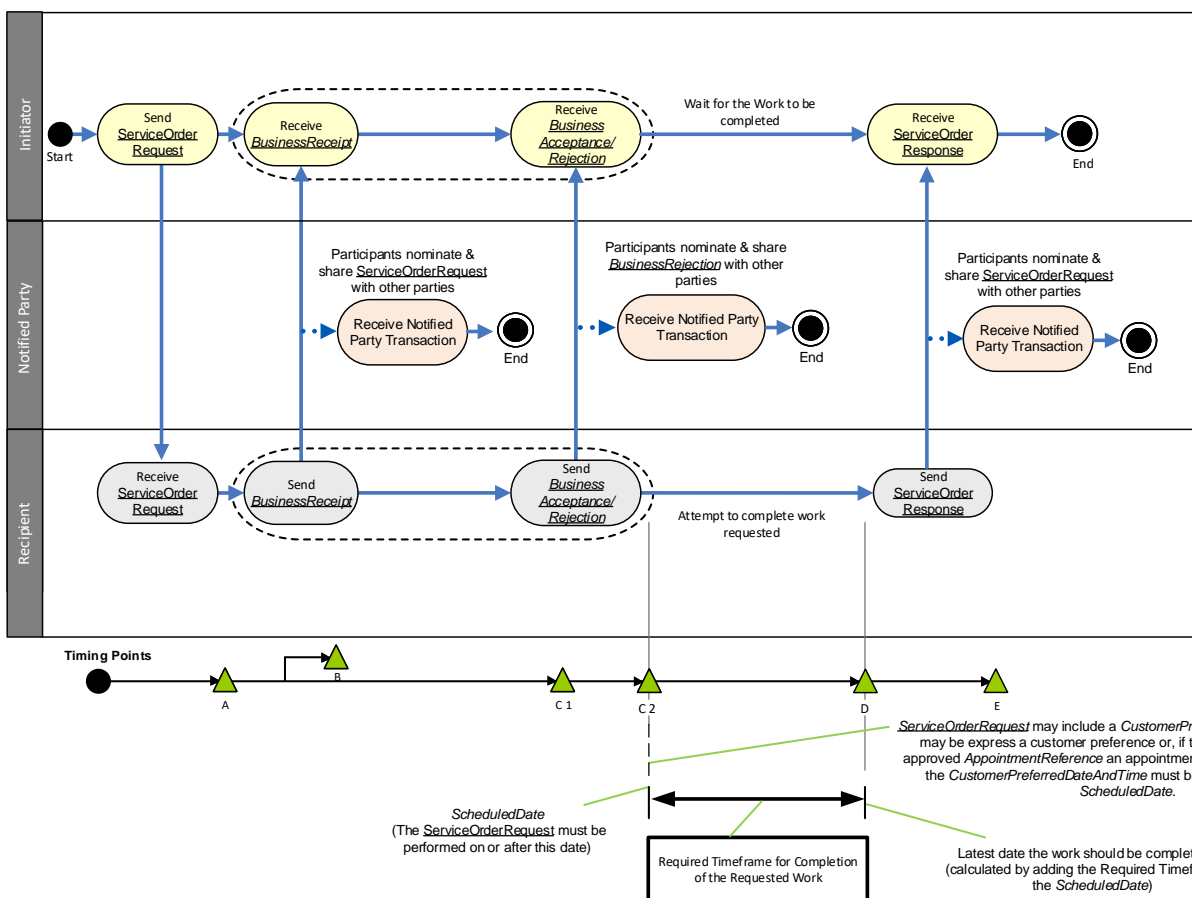 Initiator
Start
Send
ServiceOrder
Request
Receive
BusinessReceipt
Receive
Business
Acceptance/
Rejection
Wait for the Work to be
completed
Receive
ServiceOrder
Response
End
Notified Party
Participants nominate &
share ServiceOrderRequest
with other parties
Receive Notified
Party Transaction
End
Participants nominate & share
BusinessRejection with other
parties
Receive Notified Party
Transaction
End
Participants nominate &
share ServiceOrderRequest
with other parties
Receive Notified
Party Transaction
End
Recipient
Receive
ServiceOrder
Request
Send
BusinessReceipt
Send
Business
Acceptance/
Rejection
Attempt to complete work
requested
Send
ServiceOrder
Response
Timing Points
A
B
C 1
C 2
D
E
ServiceOrderRequest may include a CustomerPr
may be express a customer preference or, if t
approved AppointmentReference an appointmen
the CustomerPreferredDateAndTime must b
ScheduledDate.
ScheduledDate
(The ServiceOrderRequest must be
performed on or after this date)
Required Timeframe for Completion
of the Requested Work
Latest date the work should be complet
(calculated by adding the Required Timef
the ScheduledDate)